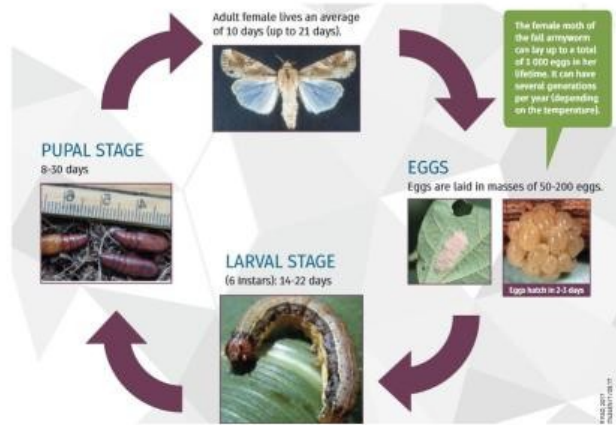 Adult female lives an average
of 10 days (up to 21 days).
The female moth
of the fall armyworm
can lay up to a total
of 1 000 eggs in her
lifetime. It can have
several generations
per year (depending
on the temperature).
EGGS
Eggs are laid in masses of 50-200 eggs.
Eggs hatch in 2-3 days
LARVAL STAGE
(6 instars): 14-22 days
PUPAL STAGE
8-30 days